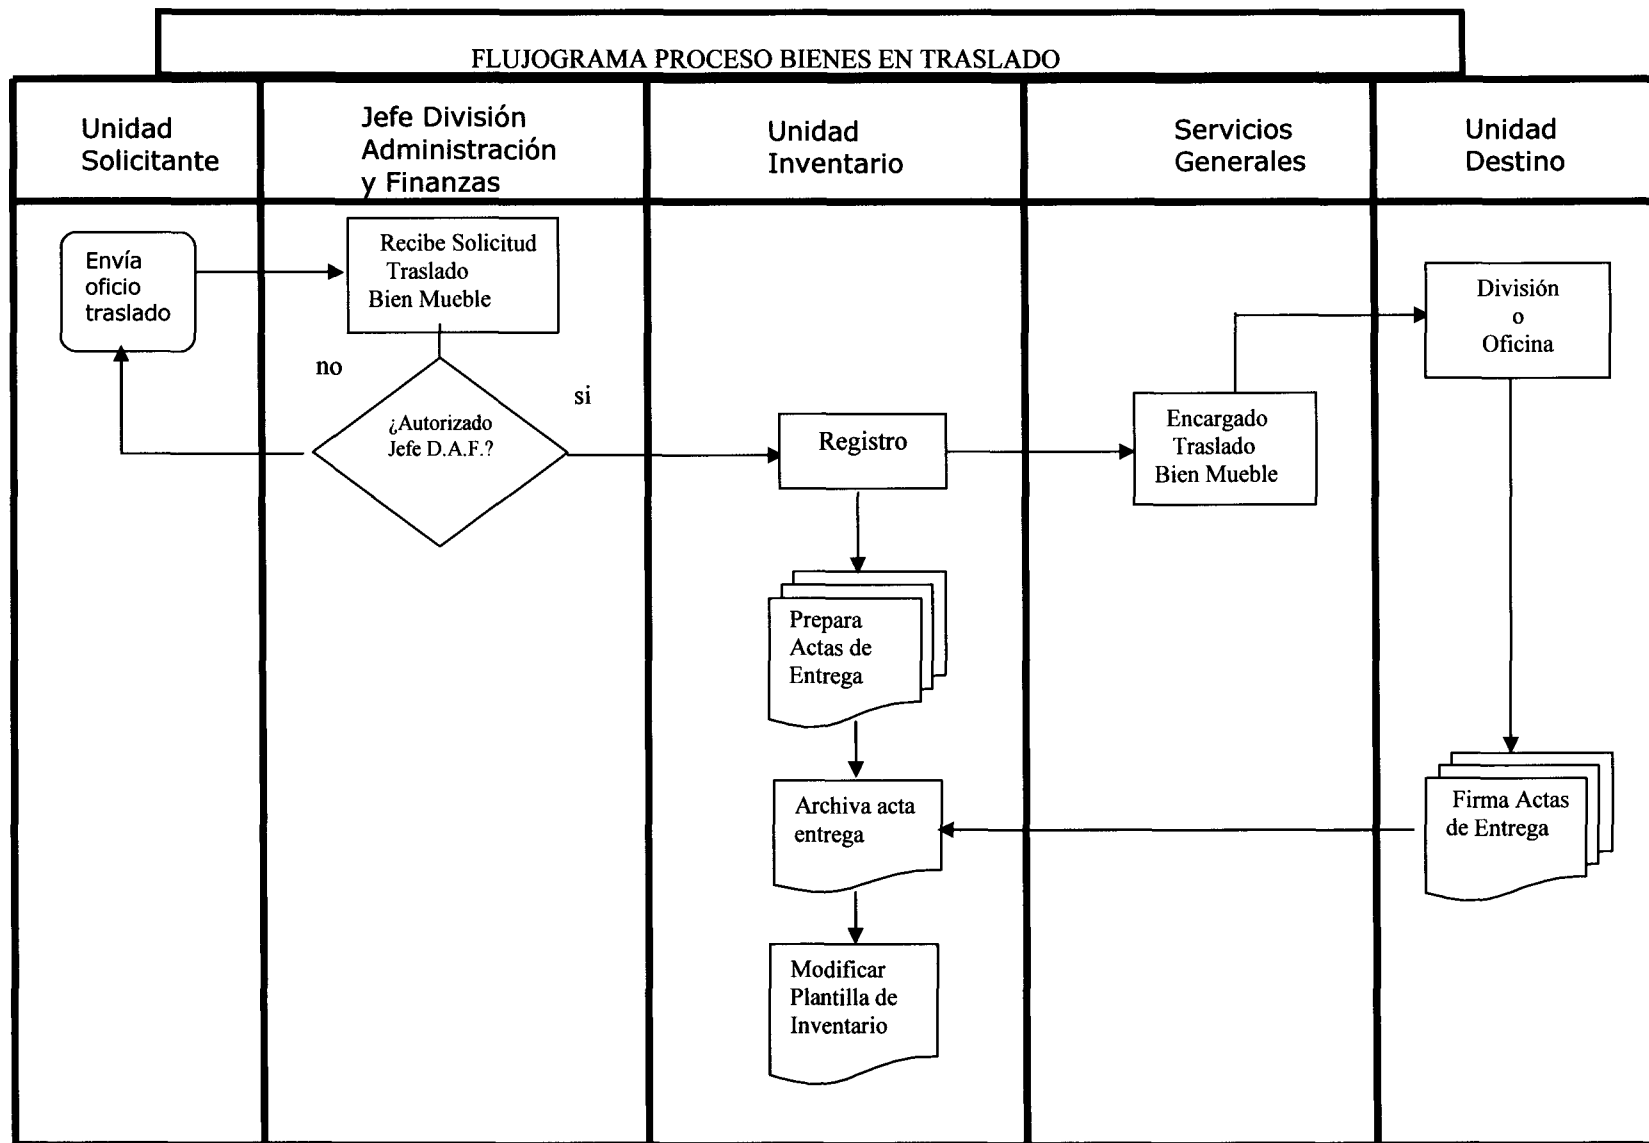 FLUJOGRAMA PROCESO BIENES EN TRASLADO
Unidad
Solicitante
Jefe División
Administración
y Finanzas
Unidad
Inventario
Servicios
Generales
Unidad
Destino
Envía
oficio
traslado
Recibe Solicitud
Traslado
Bien Mueble
no
si
¿Autorizado
Jefe D.A.F.?
Registro
Encargado
Traslado
Bien Mueble
División
o
Oficina
Prepara
Actas de
Entrega
Archiva acta
entrega
Firma Actas
de Entrega
Modificar
Plantilla de
Inventario